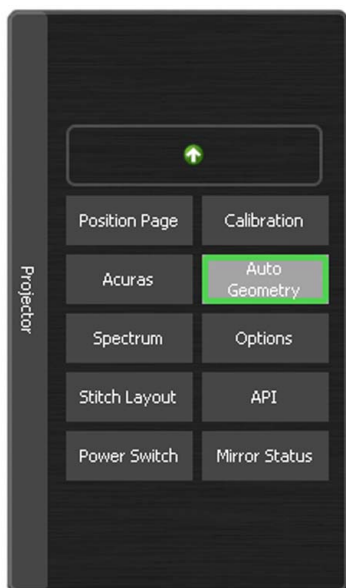 Projector
Position Page
Calibration
Acuras
Auto
Geometry
Spectrum
Options
Stitch Layout
API
Power Switch
Mirror Status